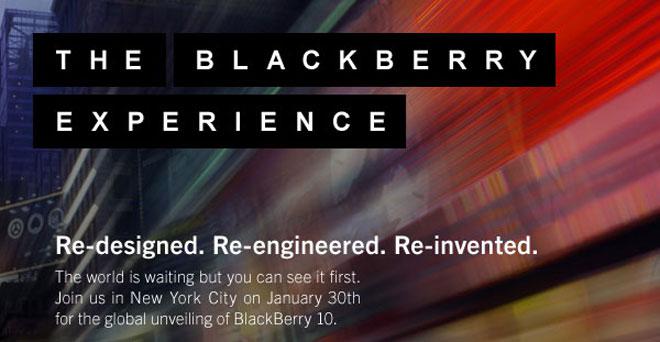 THE BLACKBERRY
EXPERIENCE
Re-designed. Re-engineered. Re-invented.
The world is waiting but you can see it first.
Join us in New York City on January 30th
for the global unveiling of BlackBerry 10.